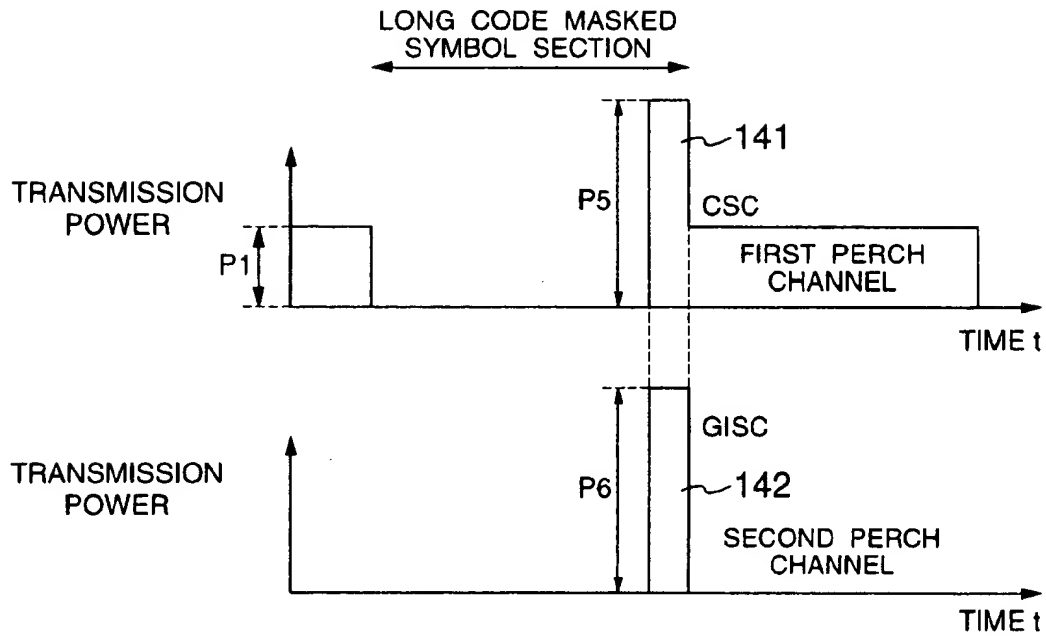 LONG CODE MASKED
SYMBOL SECTION
141
TRANSMISSION
POWER
P5
CSC
P1
FIRST PERCH
CHANNEL
TIME t
GISC
TRANSMISSION
POWER
P6
142
SECOND PERCH
CHANNEL
TIME t